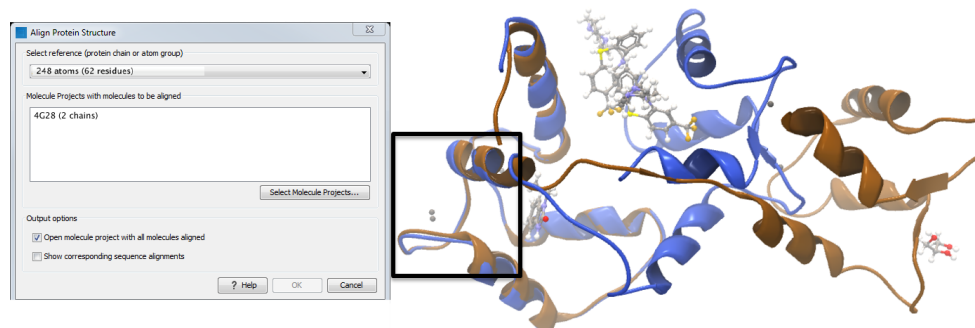 Align Protein Structure
Select reference (protein chain or atom group)
248 atoms (62 residues)
Molecule Projects with molecules to be aligned
4G28 (2 chains)
Select Molecule Projects...
Output options
Open molecule project with all molecules aligned
Show corresponding sequence alignments
? Help
OK
Cancel